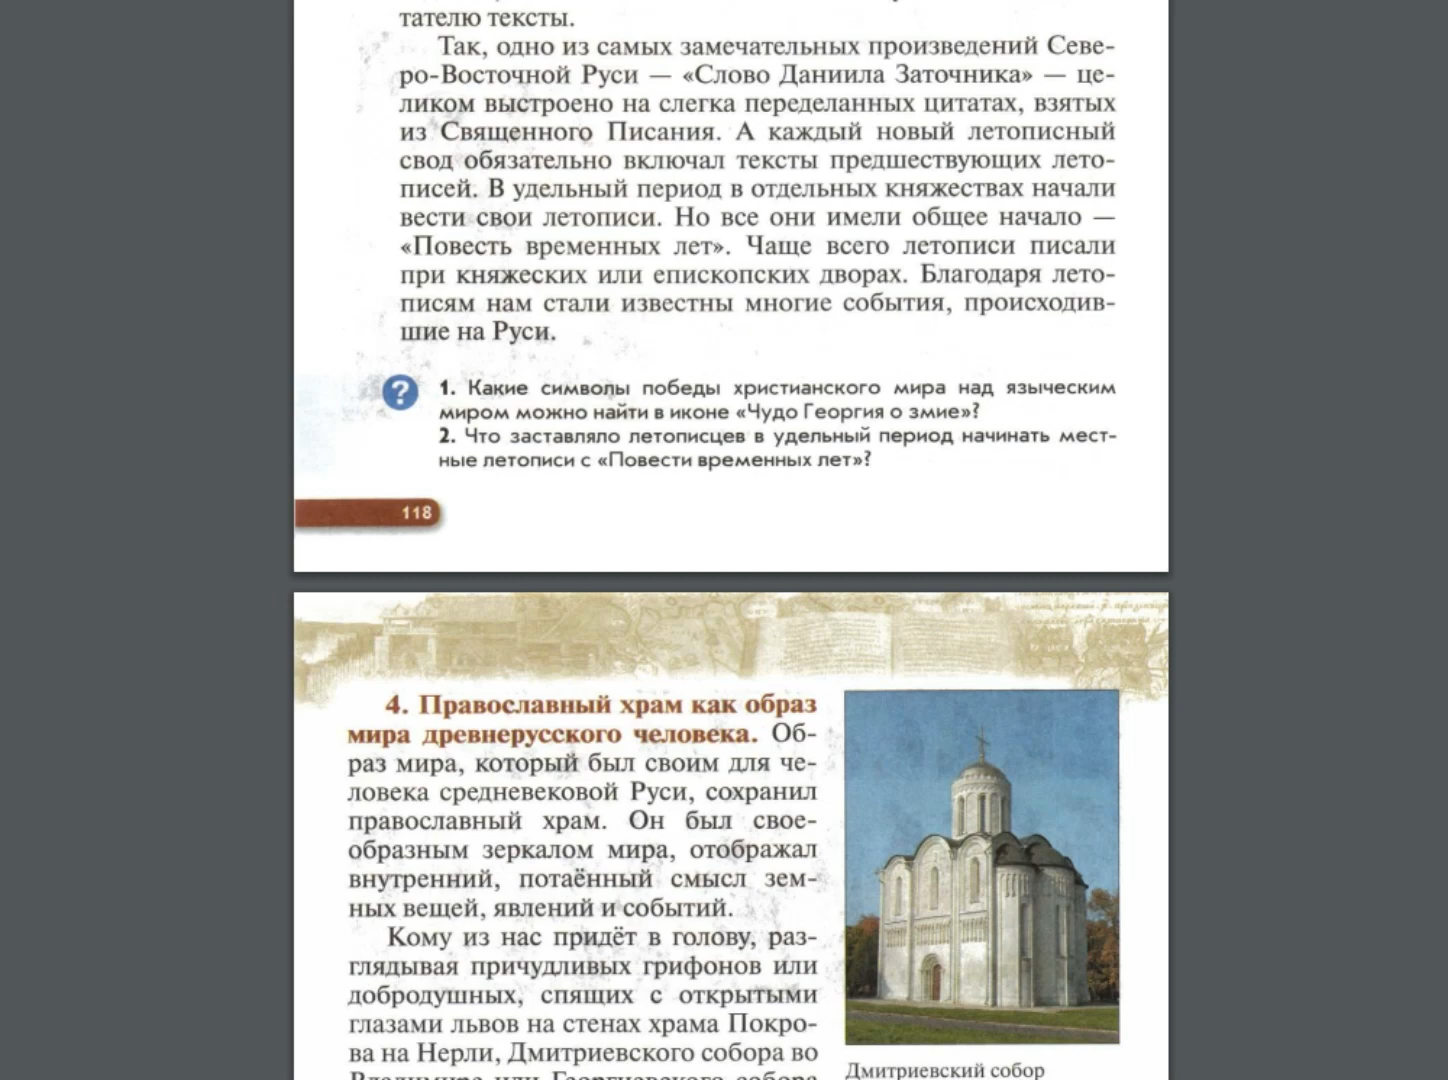 тателю тексты.
Так, одно из самых замечательных произведений Севе-
ро-Восточной Руси — «Слово Даниила Заточника» — це-
ликом выстроено на слегка переделанных цитатах, взятых
из Священного Писания. А каждый новый летописный
свод обязательно включал тексты предшествующих лето-
писей. В удельный период в отдельных княжествах начали
вести свои летописи. Но все они имели общее начало —
«Повесть временных лет». Чаще всего летописи писали
при княжеских или епископских дворах. Благодаря лето-
писям нам стали известны многие события, происходив-
шие на Руси.
?
1. Какие символы победы христианского мира над языческим
миром можно найти в иконе «Чудо Георгия о змие»?
2. Что заставляло летописцев в удельный период начинать мест-
ные летописи с «Повести временных лет»?
118
4. Православный храм как образ
мира древнерусского человека. Об-
раз мира, который был своим для че-
ловека средневековой Руси, сохранил
православный храм. Он был свое-
образным зеркалом мира, отображал
внутренний, потаённый смысл зем-
ных вещей, явлений и событий.
Кому из нас придёт в голову, раз-
глядывая причудливых грифонов или
добродушных, спящих с открытыми
глазами львов на стенах храма Покро-
ва на Нерли, Дмитриевского собора во
Владимире или Георгиевского собора
Дмитриевский собор